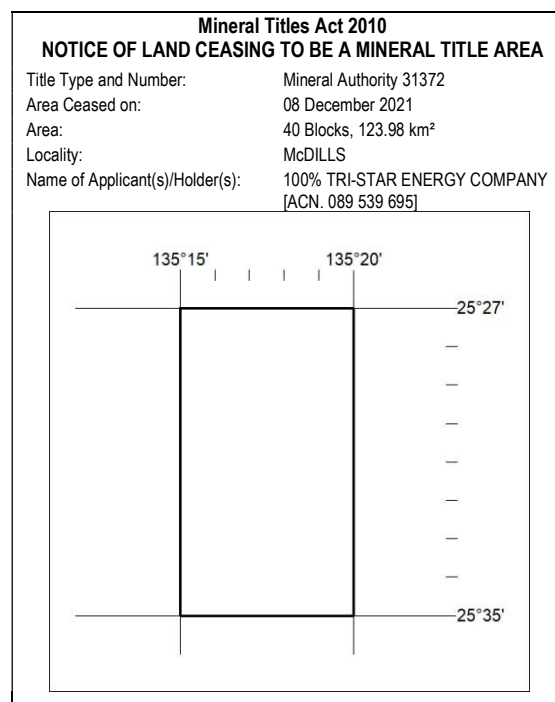 Mineral Titles Act 2010
NOTICE OF LAND CEASING TO BE A MINERAL TITLE AREA
Title Type and Number: Mineral Authority 31372
Area Ceased on: 08 December 2021
Area: 40 Blocks, 123.98 km²
Locality: McDILLS
Name of Applicant(s)/Holder(s): 100% TRI-STAR ENERGY COMPANY
[ACN. 089 539 695]
135°15' 135°20'
25°27'
25°35'